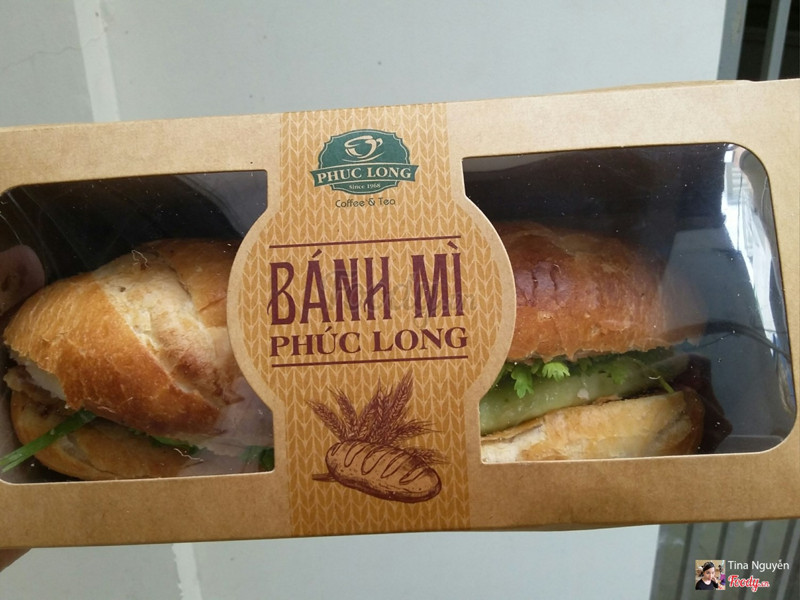 PHUC LONG
Since 1968
Coffee & Tea
BÁNH MÌ
PHÚC LONG
Tina Nguyễn
Foody.vn